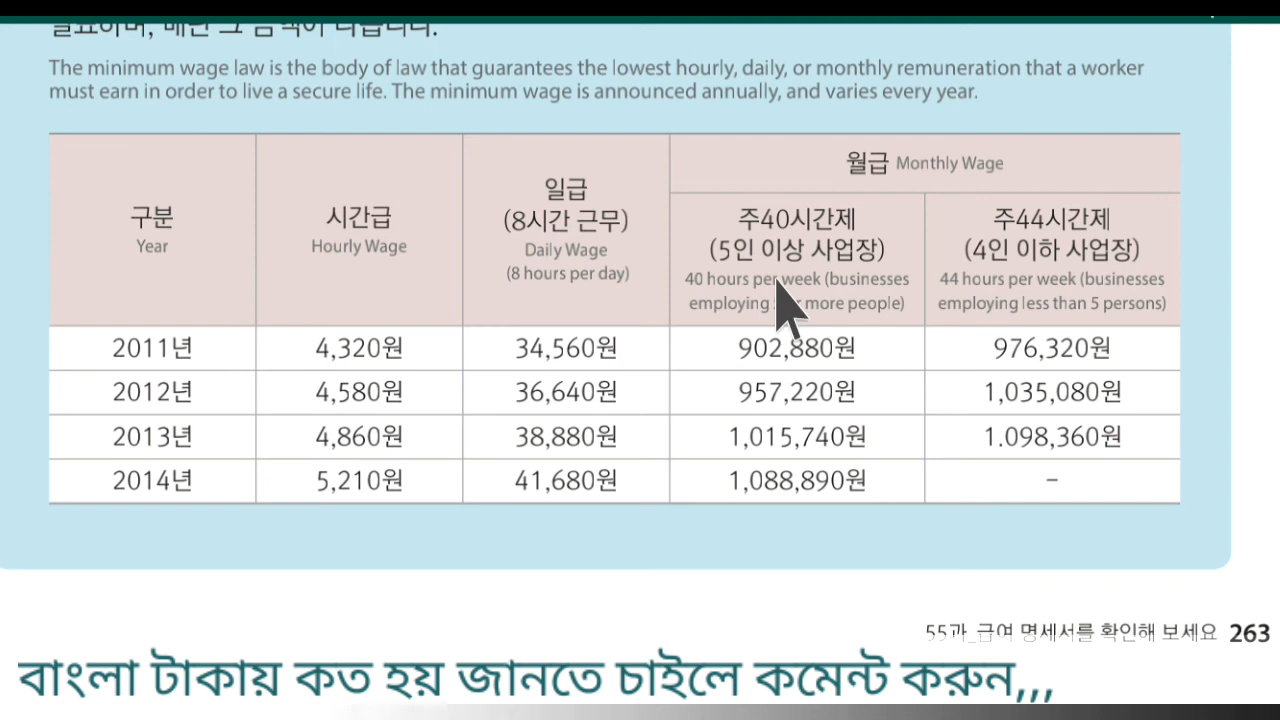 The minimum wage law is the body of law that guarantees the lowest hourly, daily, or monthly remuneration that a worker
must earn in order to live a secure life. The minimum wage is announced annually, and varies every year.
구분
Year
시간급
Hourly Wage
일급
(8시간 근무)
Daily Wage
(8 hours per day)
월급 Monthly Wage
주40시간제
(5인 이상 사업장)
40 hours per week (businesses
employing more people)
주44시간제
(4인 이하 사업장)
44 hours per week (businesses
employing less than 5 persons)
2011년 4,320원 34,560원 902,880원 976,320원
2012년 4,580원 36,640원 957,220원 1,035,080원
2013년 4,860원 38,880원 1,015,740원 1.098,360원
2014년 5,210원 41,680원 1,088,890원 –
55과_급여 명세서를 확인해 보세요 263
বাংলা টাকায় কত হয় জানতে চাইলে কমেন্ট করুন,,,